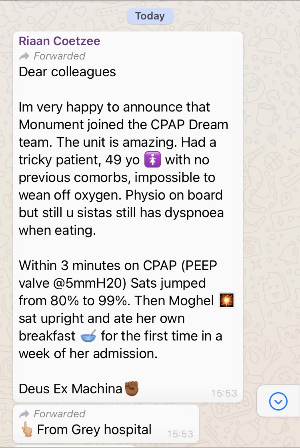 Today
Riaan Coetzee
Forwarded
Dear colleagues
Im very happy to announce that
Monument joined the CPAP Dream
team. The unit is amazing. Had a
tricky patient, 49 yo 🚺 with no
previous comorbs, impossible to
wean off oxygen. Physio on board
but still u sistas still has dyspnoea
when eating.
Within 3 minutes on CPAP (PEEP
valve @5mmH20) Sats jumped
from 80% to 99%. Then Moghel 💥
sat upright and ate her own
breakfast 🥣 for the first time in a
week of her admission.
Deus Ex Machina✊🏾
15:53
Forwarded
👆🏼From Grey hospital
15:53